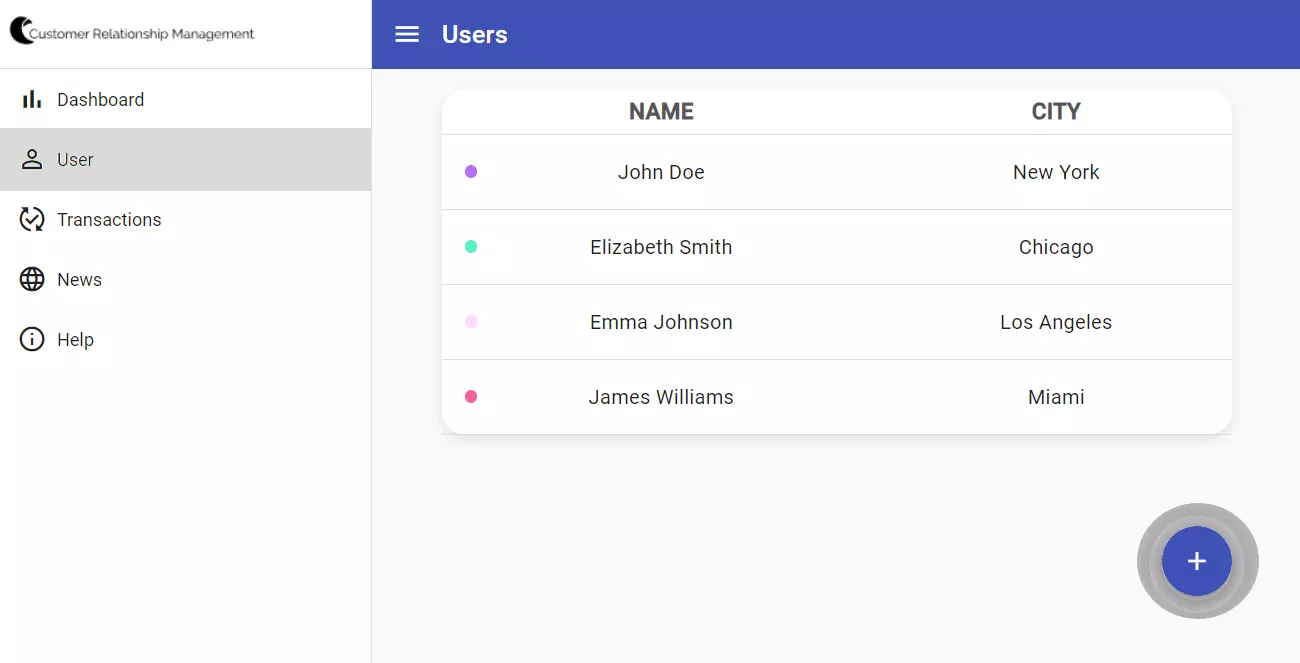 Customer Relationship Management
Users
Dashboard
User
Transactions
News
Help
NAME CITY
John Doe New York
Elizabeth Smith Chicago
Emma Johnson Los Angeles
James Williams Miami
+